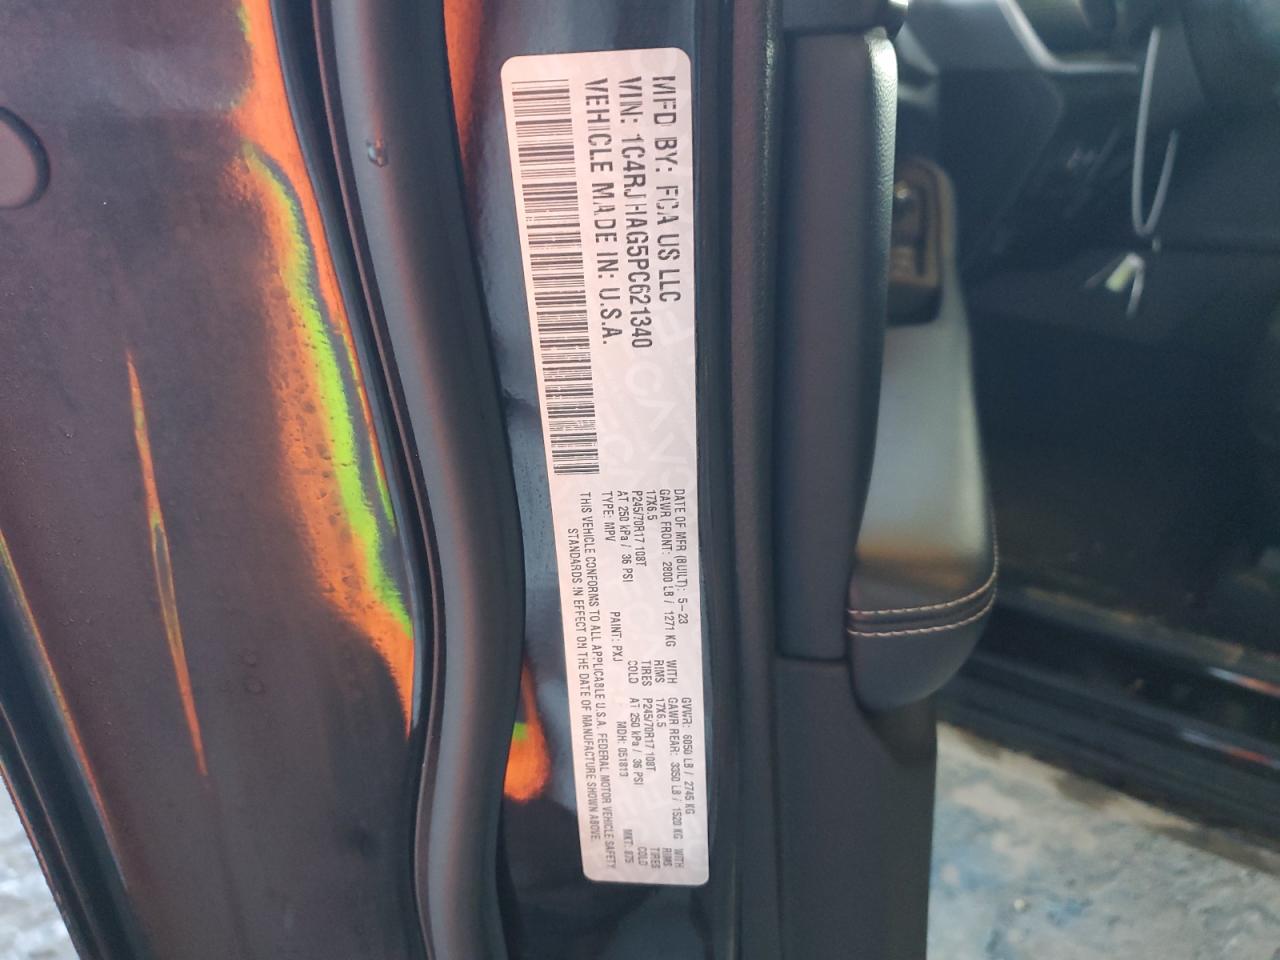 MFD BY: FCA US LLC
VIN: 1C4RJHAG5PC621340
VEHICLE MADE IN: U.S.A.
DATE OF MFR (BUILT): 5-23
GVWR: 6050 LB / 2745 KG
GAWR FRONT: 2800 LB / 1271 KG WITH
GAWR REAR: 3350 LB / 1520 KG WITH
17X6.5 RIMS
17X6.5 RIMS
P245/70R17 108T TIRES
P245/70R17 108T TIRES
AT 250 kPa / 36 PSI COLD
AT 250 kPa / 36 PSI COLD
TYPE: MPV PAINT: PXJ MDH: 051813 MKT: 875
THIS VEHICLE CONFORMS TO ALL APPLICABLE U.S.A. FEDERAL MOTOR VEHICLE SAFETY
STANDARDS IN EFFECT ON THE DATE OF MANUFACTURE SHOWN ABOVE.